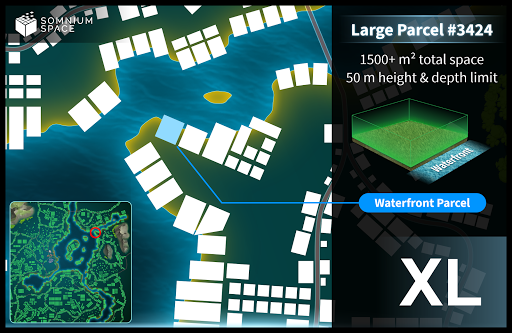 SOMNIUM
SPACE
Large Parcel #3424
1500+ m² total space
50 m height & depth limit
Waterfront
Waterfront Parcel
XL